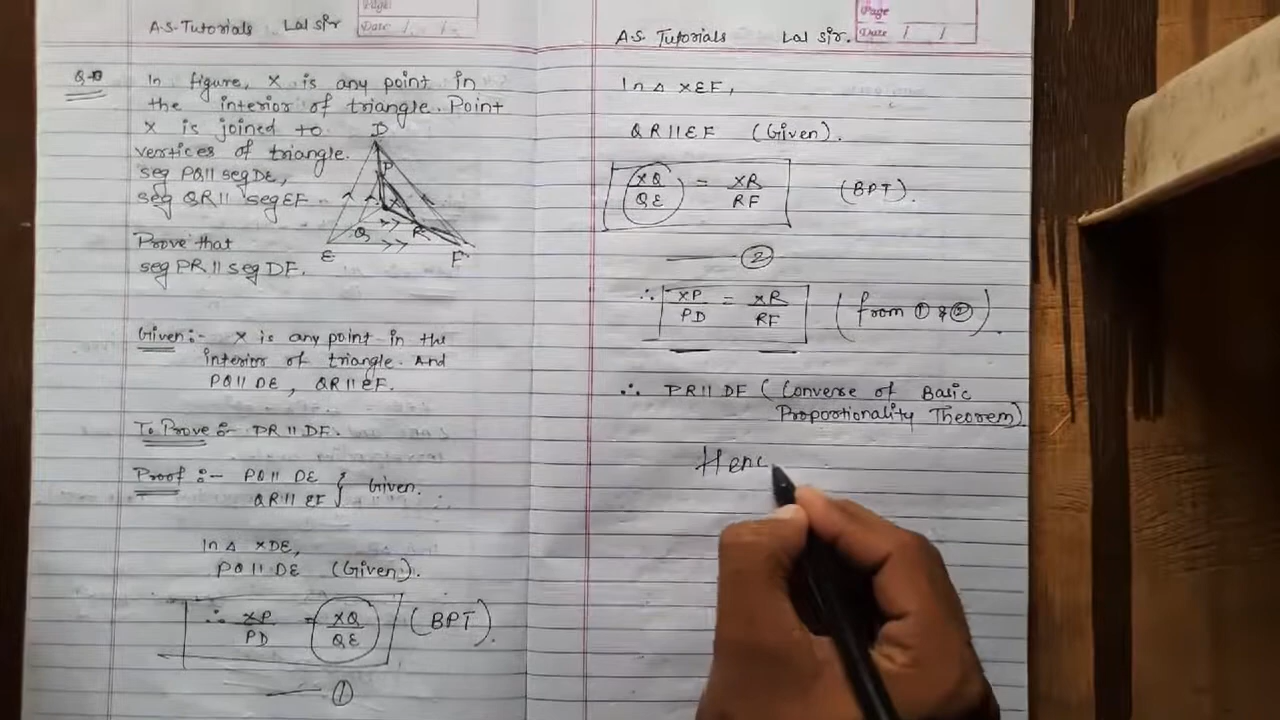 A.S. Tutorials Lal sir
Page
Date / /
Q-10
In figure, X is any point in
the interior of triangle. Point
X is joined to
vertices of triangle.
seg PQ || seg DE,
seg QR || seg EF
Prove that
seg PR || seg DF.
D
P
X
Q
R
E
F
Given :- X is any point in the
interior of triangle. And
PQ || DE, QR || EF.
To Prove :- PR || DF.
Proof :- PQ || DE
QR || EF } Given.
In △ XDE,
PQ || DE (Given).
∴ XP/PD = XQ/QE (BPT).
—— ①
A.S. Tutorials Lal Sir.
Page
Date / /
In △ XEF,
QR || EF (Given).
XQ/QE = XR/RF (BPT).
—— ②
∴ XP/PD = XR/RF (from ① & ②).
∴ PR || DF (Converse of Basic
Proportionality Theorem)
Henc